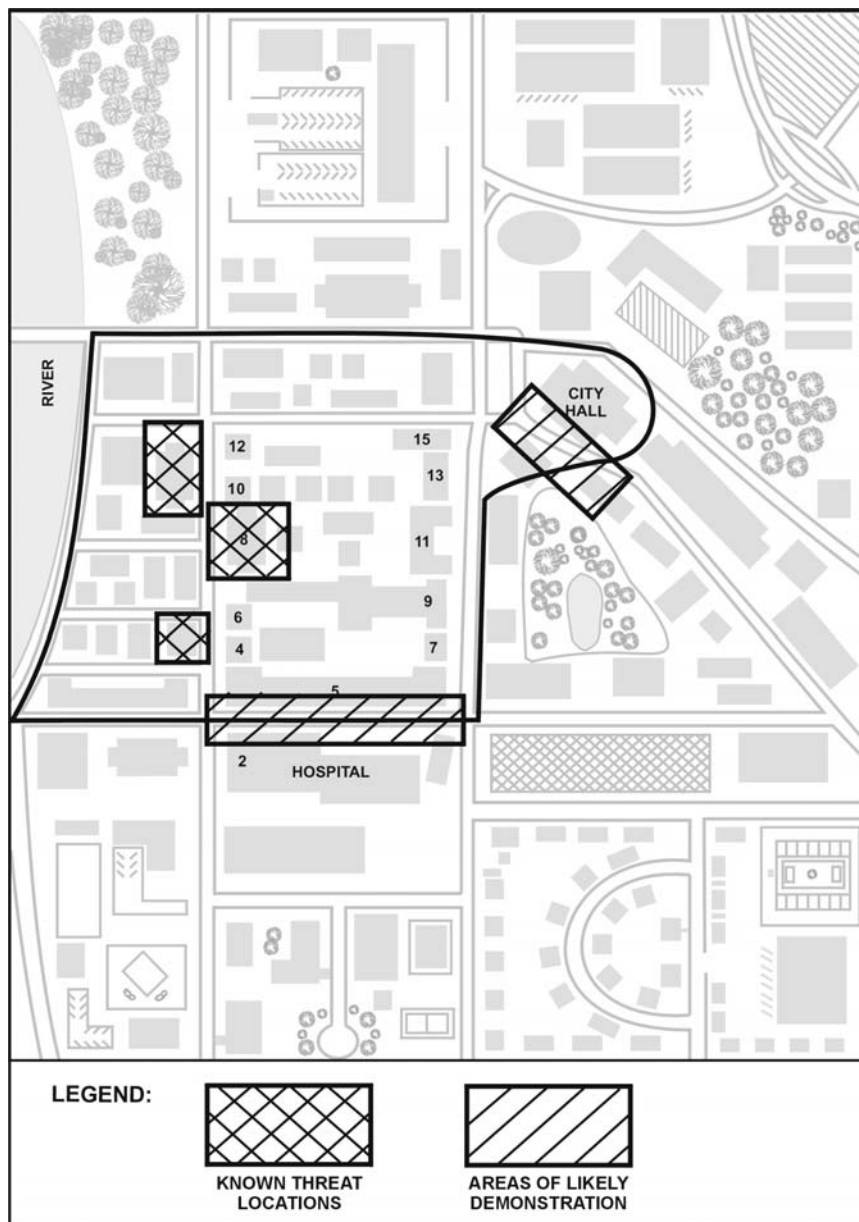 CITY
HALL
RIVER
15
12
13
10
8
11
9
6
4
7
5
2
HOSPITAL
LEGEND:
KNOWN THREAT
LOCATIONS
AREAS OF LIKELY
DEMONSTRATION